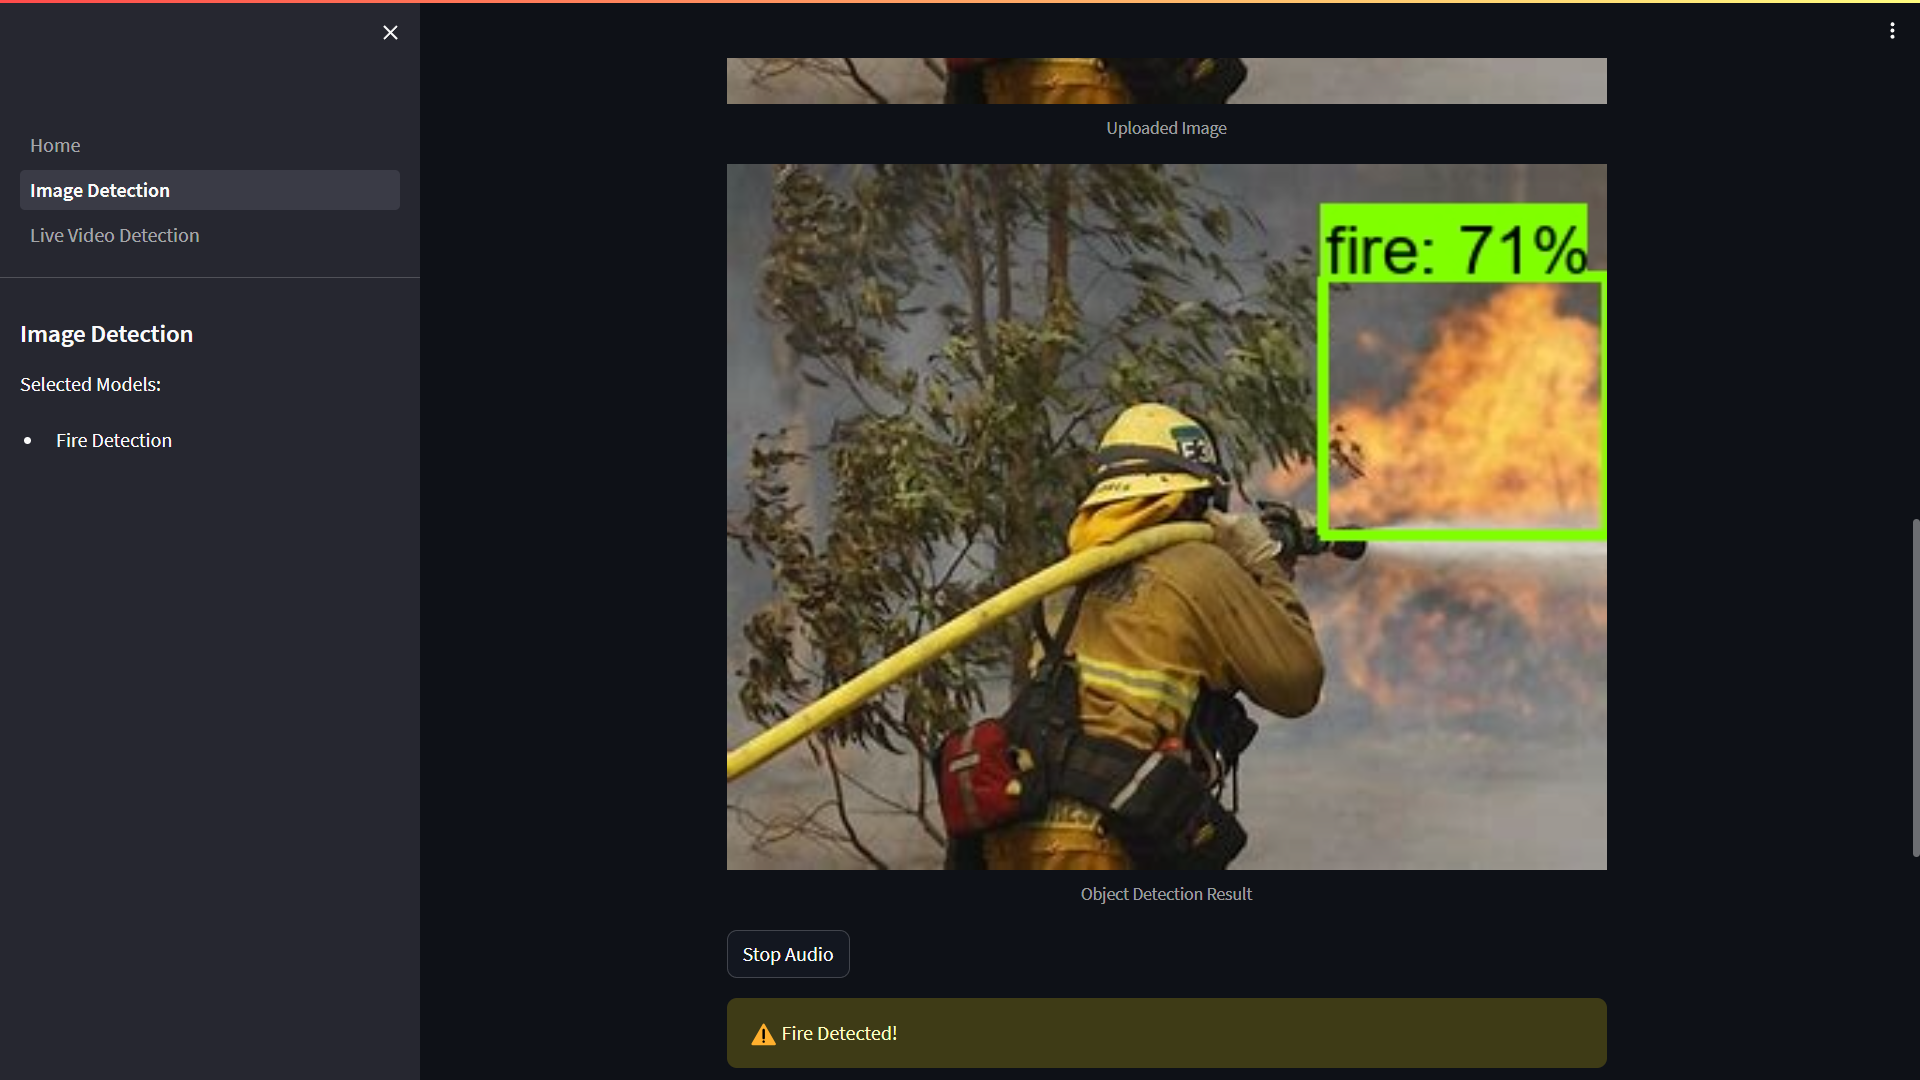 Home
Image Detection
Live Video Detection
Image Detection
Selected Models:
Fire Detection
Uploaded Image
fire: 71%
Object Detection Result
Stop Audio
Fire Detected!